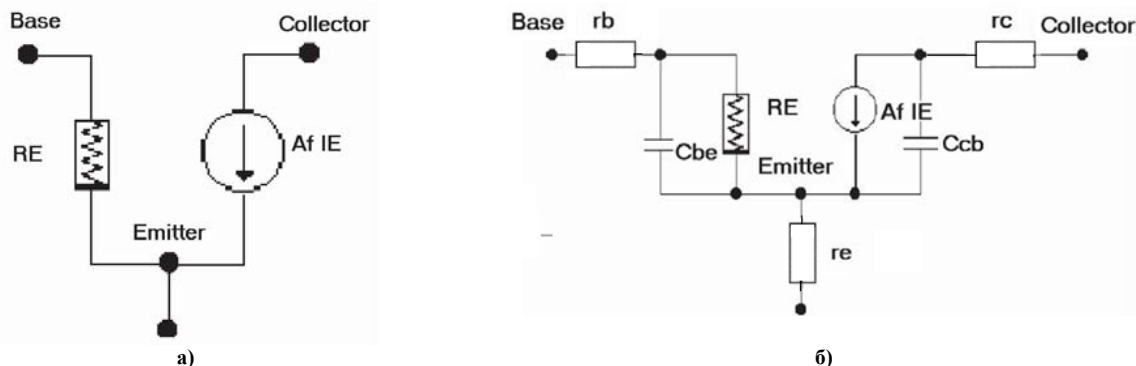 Base
Collector
RE
Af IE
Emitter
а)
Base
rb
rc
Collector
RE
Af IE
Cbe
Ccb
Emitter
re
б)